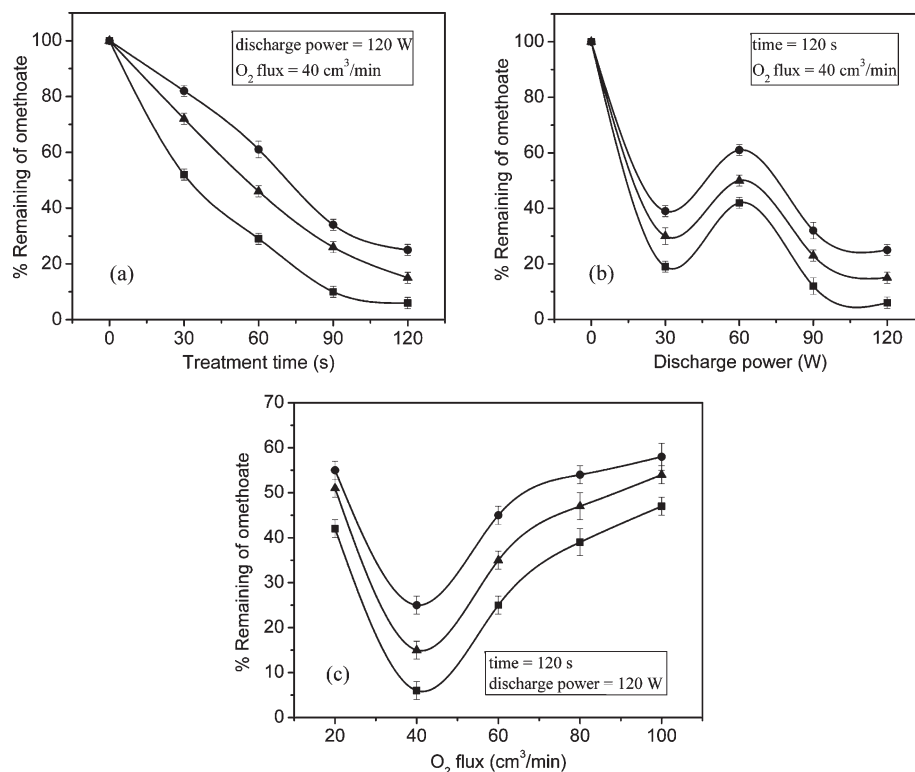 % Remaining of omethoate
100
80
60
40
20
0
discharge power = 120 W
O₂ flux = 40 cm³/min
(a)
0 30 60 90 120
Treatment time (s)
% Remaining of omethoate
100
80
60
40
20
0
time = 120 s
O₂ flux = 40 cm³/min
(b)
0 30 60 90 120
Discharge power (W)
% Remaining of omethoate
70
60
50
40
30
20
10
0
time = 120 s
discharge power = 120 W
(c)
20 40 60 80 100
O₂ flux (cm³/min)